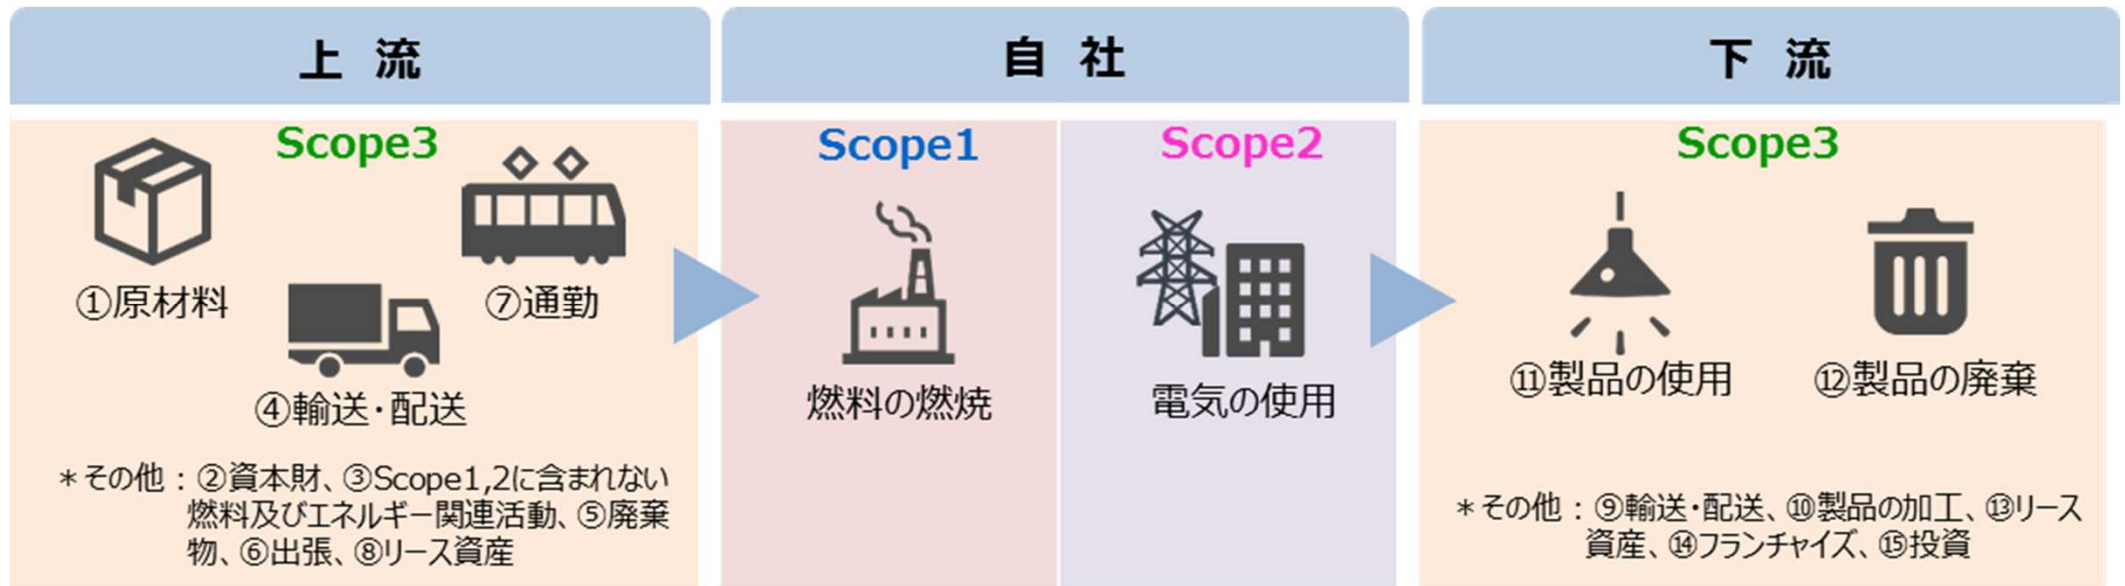 上 流
Scope3
①原材料
⑦通勤
④輸送・配送
＊その他：②資本財、③Scope1,2に含まれない
燃料及びエネルギー関連活動、⑤廃棄
物、⑥出張、⑧リース資産
自 社
Scope1
燃料の燃焼
Scope2
電気の使用
下 流
Scope3
⑪製品の使用
⑫製品の廃棄
＊その他：⑨輸送・配送、⑩製品の加工、⑬リース
資産、⑭フランチャイズ、⑮投資